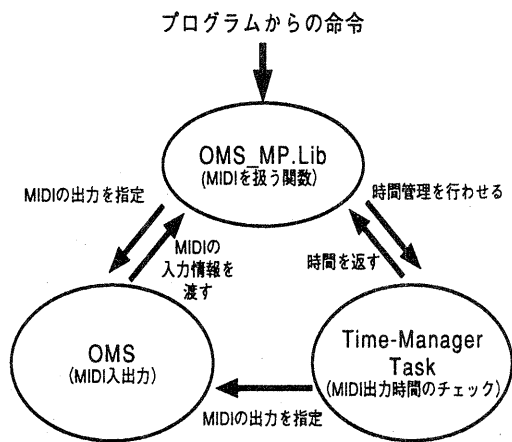 プログラムからの命令
OMS_MP.Lib
(MIDIを扱う関数)
MIDIの出力を指定
時間管理を行わせる
MIDIの
入力情報を
渡す
時間を返す
OMS
(MIDI入出力)
Time-Manager
Task
(MIDI出力時間のチェック)
MIDIの出力を指定